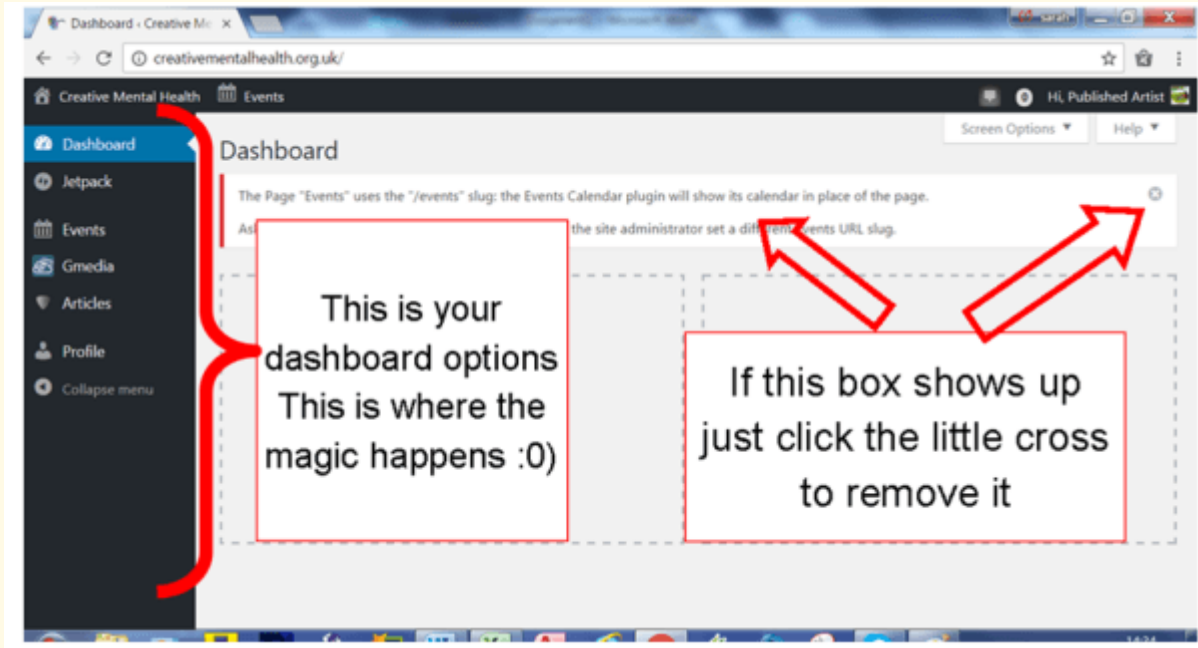 Dashboard ‹ Creative Me
sarah
creativementalhealth.org.uk/
Creative Mental Health Events Hi, Published Artist
Screen Options Help
Dashboard
Dashboard
Jetpack
Events
Gmedia
Articles
Profile
Collapse menu
The Page "Events" uses the "/events" slug: the Events Calendar plugin will show its calendar in place of the page.
the site administrator set a different events URL slug.
This is your
dashboard options
This is where the
magic happens :0)
If this box shows up
just click the little cross
to remove it